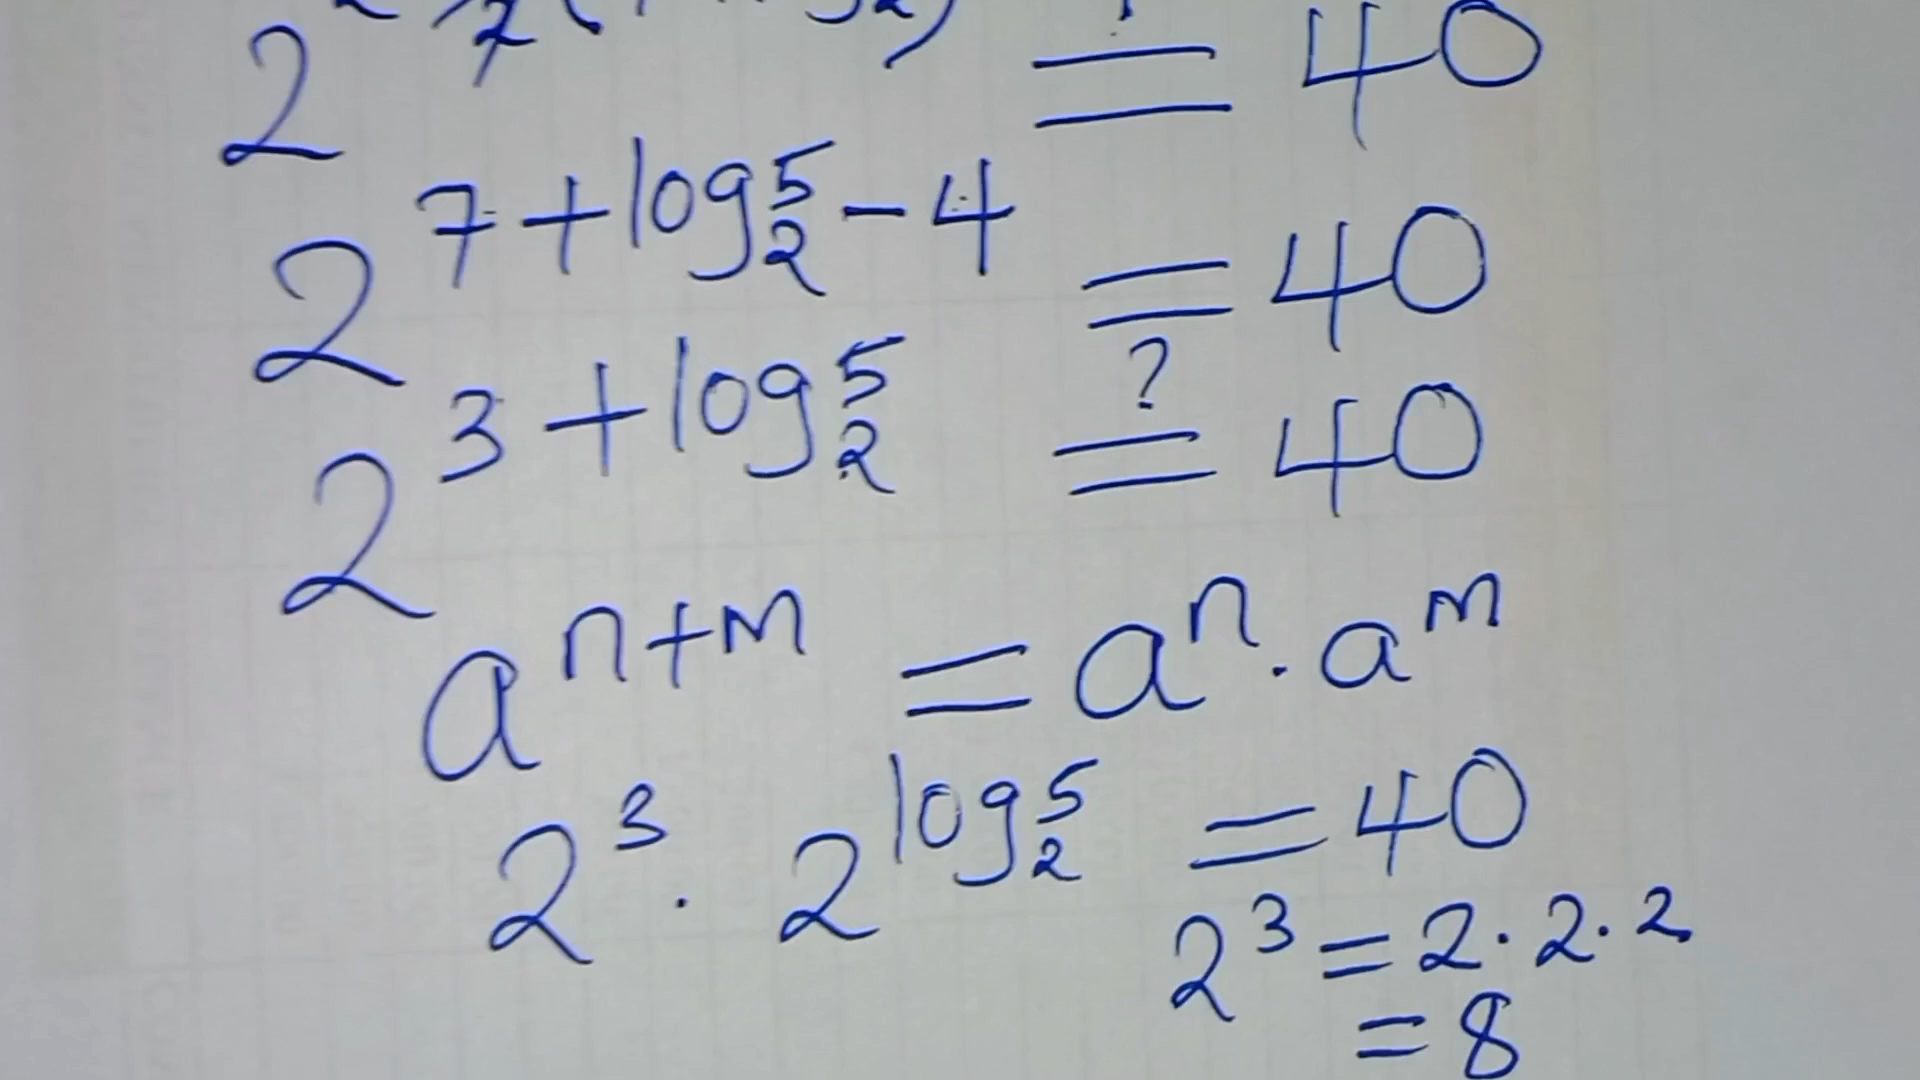 2 = 40
2^{7+log_2^5-4} = 40
?
2^{3+log_2^5} = 40
a^{n+m} = a^n · a^m
2^3 · 2^{log_2^5} = 40
2^3 = 2 · 2 · 2
= 8